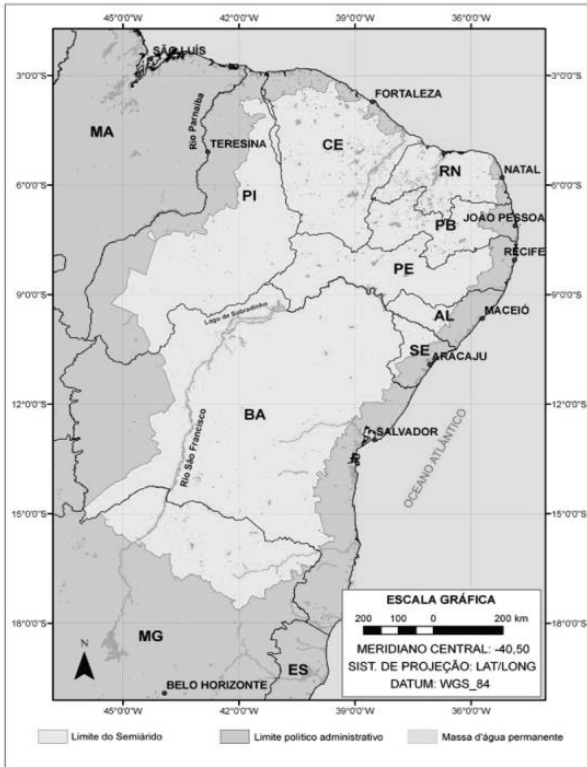 45°0'0"O 42°0'0"O 39°0'0"O 36°0'0"O
SÃO LUÍS
3°0'0"S
3°0'0"S
FORTALEZA
MA
Rio Parnaíba
TERESINA
CE
RN
NATAL
6°0'0"S
6°0'0"S
PI
PB
JOÃO PESSOA
RECIFE
PE
9°0'0"S
9°0'0"S
Lago de Sobradinho
AL
MACEIÓ
SE
ARACAJU
12°0'0"S
12°0'0"S
BA
Rio São Francisco
SALVADOR
OCEANO ATLÂNTICO
15°0'0"S
15°0'0"S
ESCALA GRÁFICA
200 100 0 200 km
MERIDIANO CENTRAL: -40,50
SIST. DE PROJEÇÃO: LAT/LONG
DATUM: WGS_84
18°0'0"S
18°0'0"S
N
MG
ES
BELO HORIZONTE
45°0'0"O 42°0'0"O 39°0'0"O 36°0'0"O
Limite do Semiárido Limite político administrativo Massa d'água permanente